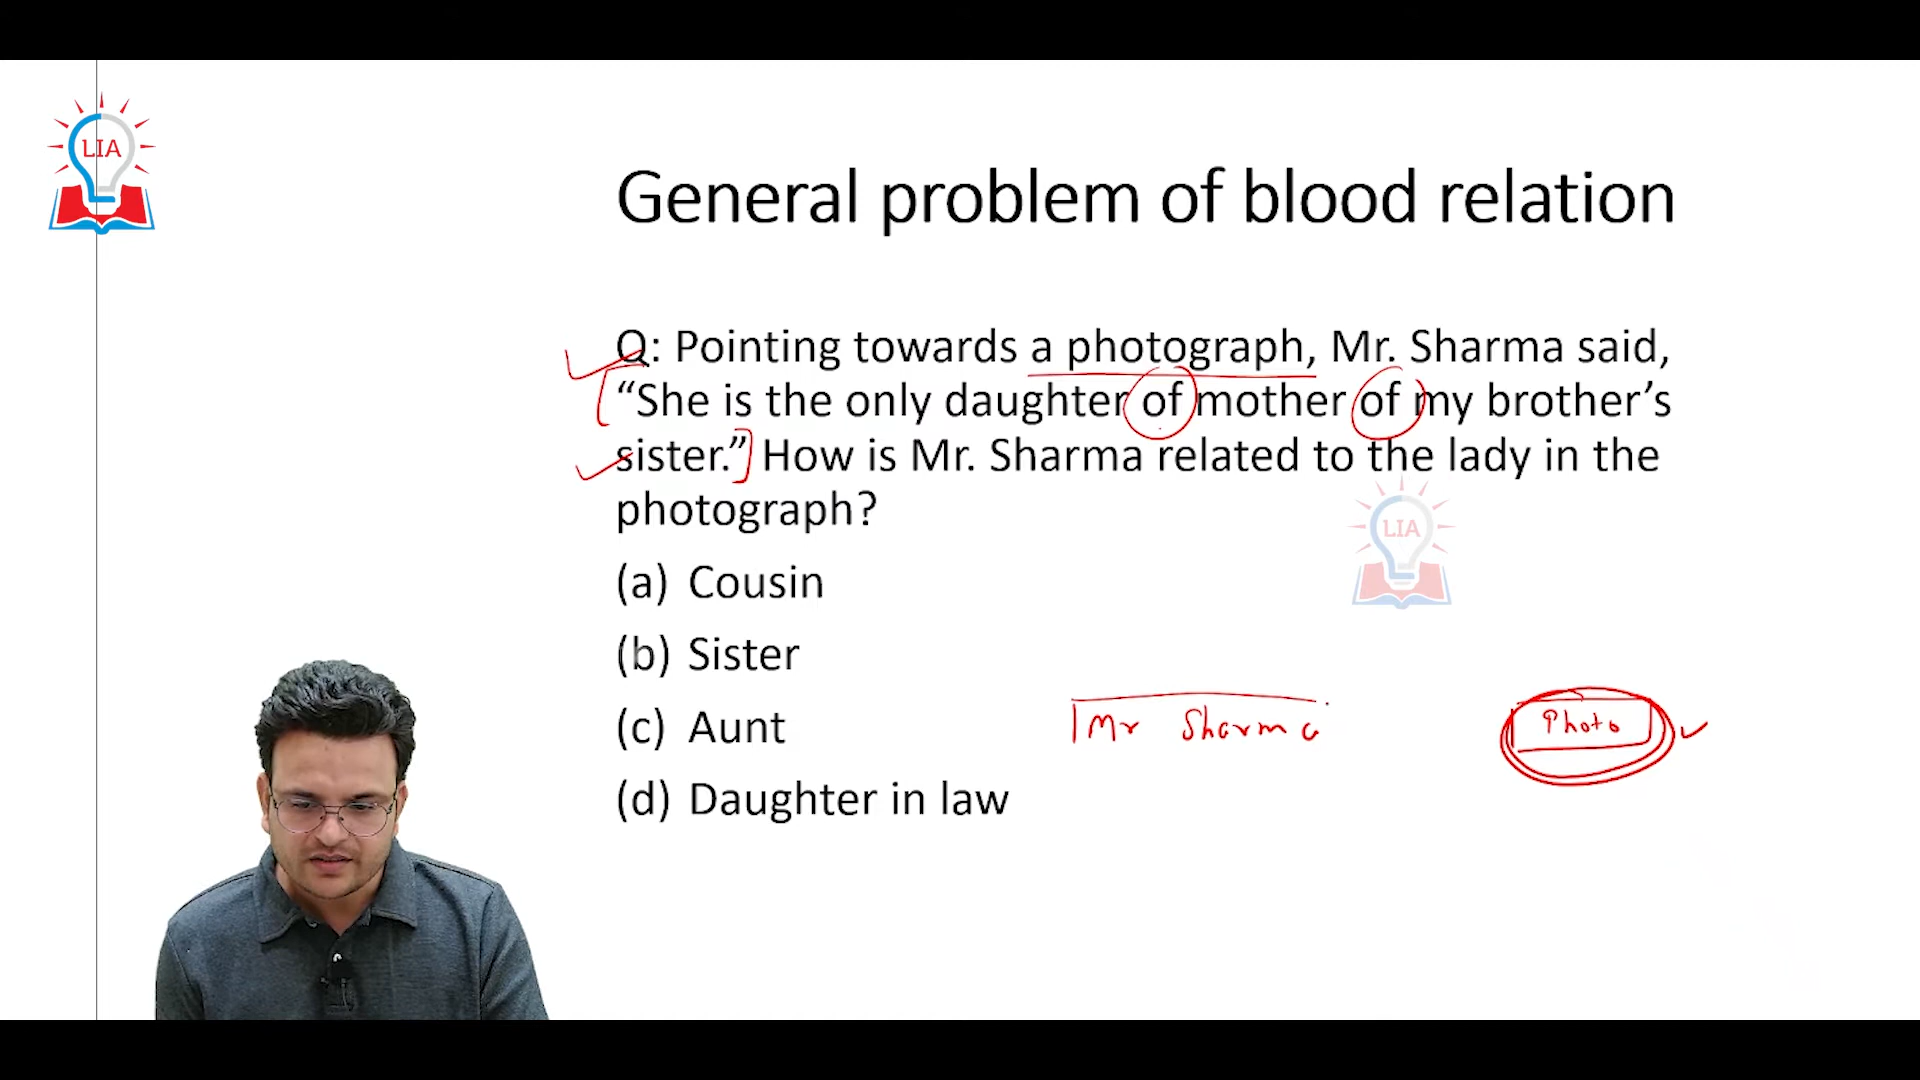 LIA
General problem of blood relation
Q: Pointing towards a photograph, Mr. Sharma said,
“She is the only daughter of mother of my brother’s
sister.” How is Mr. Sharma related to the lady in the
photograph?
LIA
(a) Cousin
(b) Sister
(c) Aunt
(d) Daughter in law
Mr Sharma
Photo